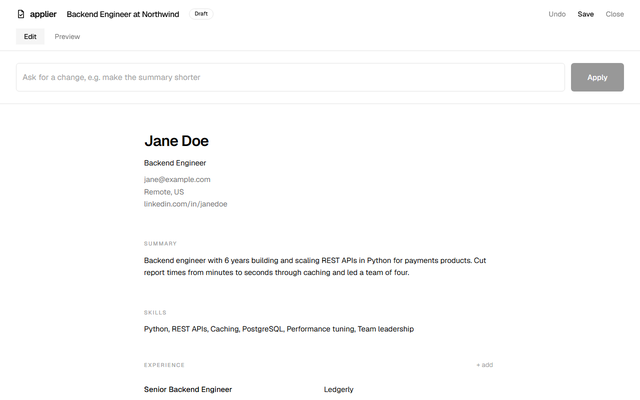 applier Backend Engineer at Northwind Draft Undo Save Close
Edit Preview
Ask for a change, e.g. make the summary shorter Apply
Jane Doe
Backend Engineer
jane@example.com
Remote, US
linkedin.com/in/janedoe
SUMMARY
Backend engineer with 6 years building and scaling REST APIs in Python for payments products. Cut
report times from minutes to seconds through caching and led a team of four.
SKILLS
Python, REST APIs, Caching, PostgreSQL, Performance tuning, Team leadership
EXPERIENCE + add
Senior Backend Engineer Ledgerly